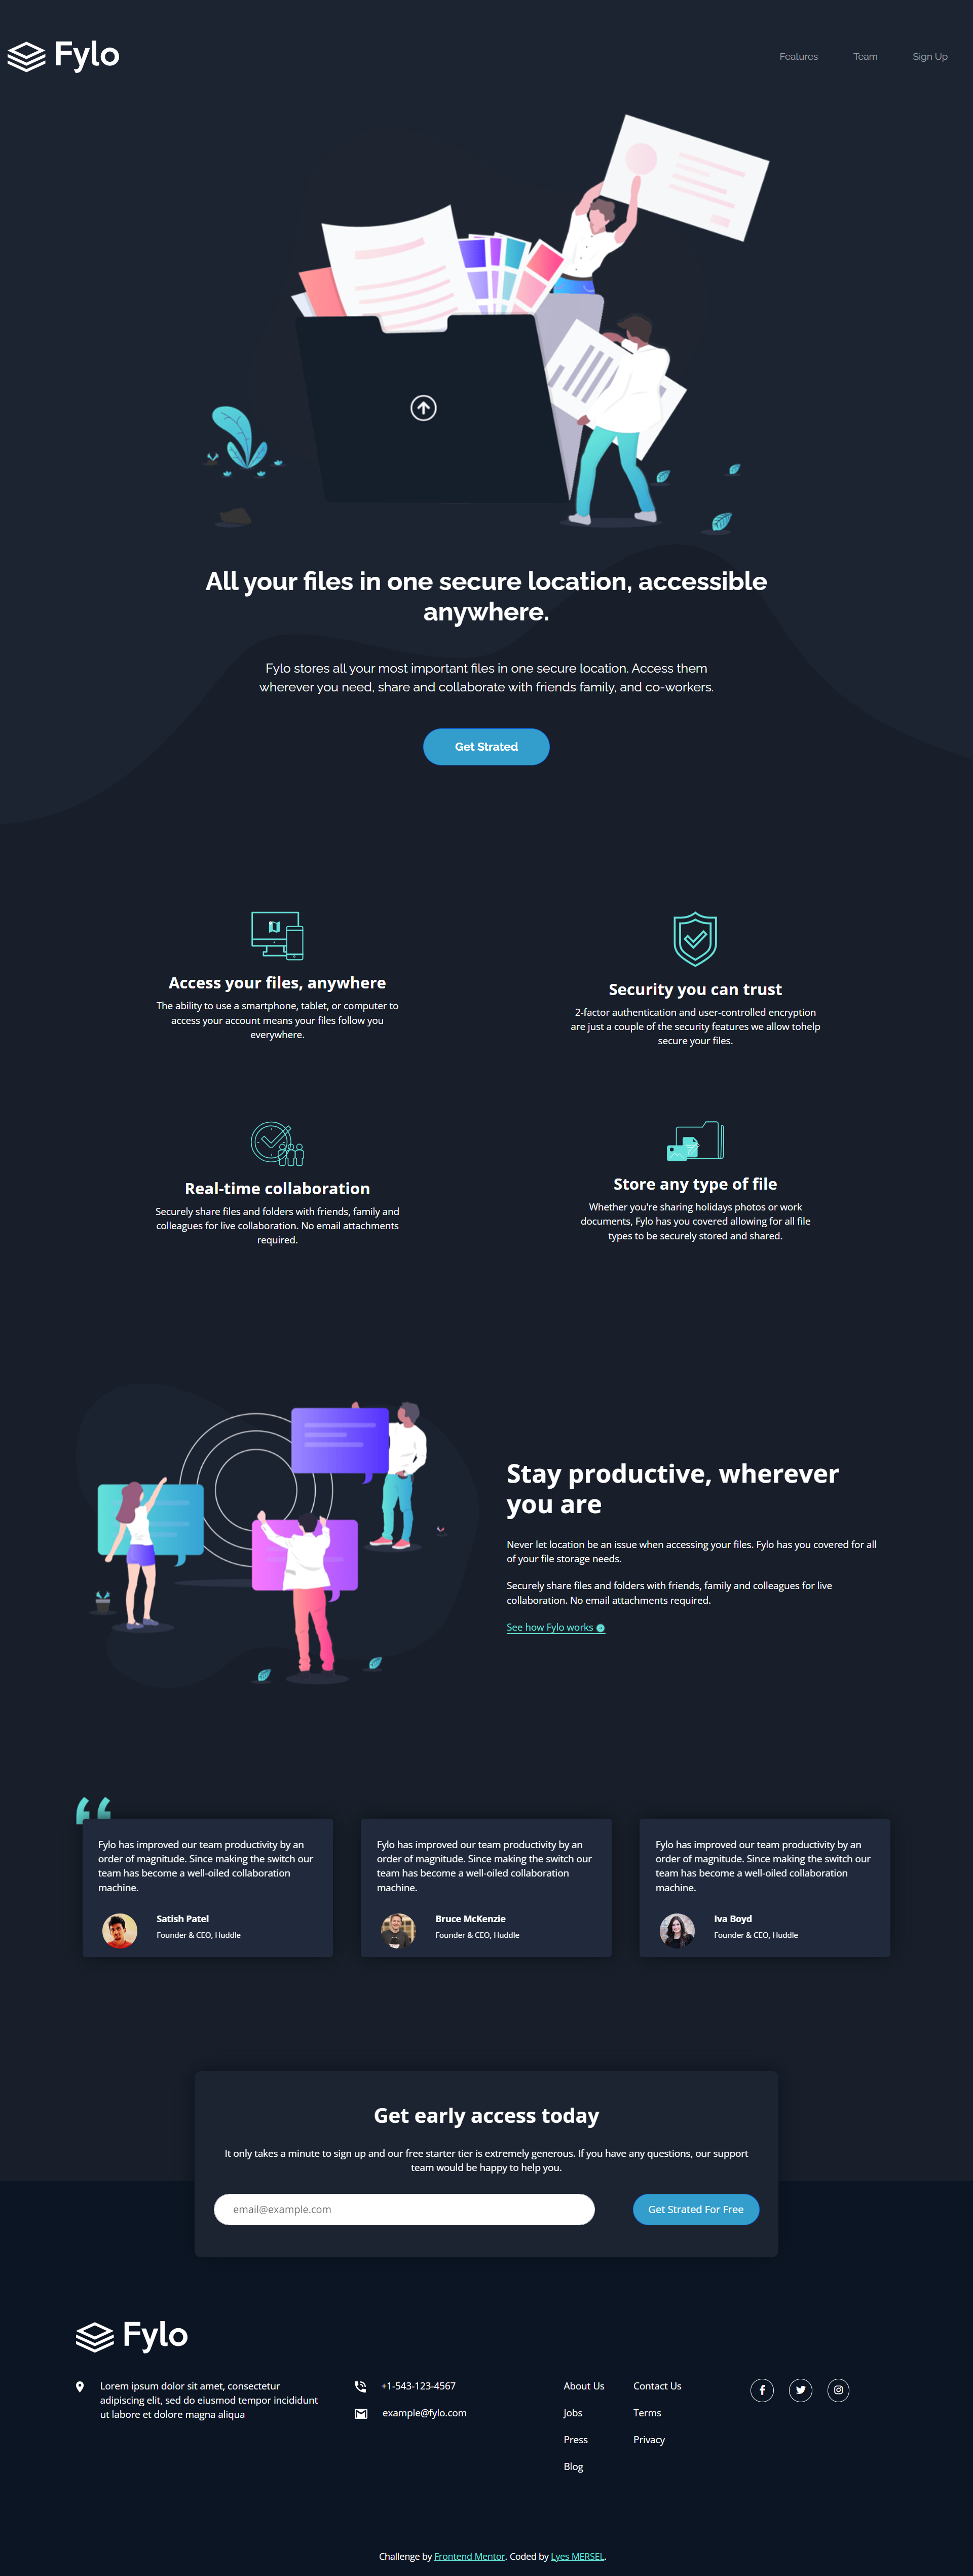 Fylo
Features
Team
Sign Up
All your files in one secure location, accessible
anywhere.
Fylo stores all your most important files in one secure location. Access them
wherever you need, share and collaborate with friends family, and co-workers.
Get Strated
Access your files, anywhere
The ability to use a smartphone, tablet, or computer to
access your account means your files follow you
everywhere.
Security you can trust
2-factor authentication and user-controlled encryption
are just a couple of the security features we allow tohelp
secure your files.
Real-time collaboration
Securely share files and folders with friends, family and
colleagues for live collaboration. No email attachments
required.
Store any type of file
Whether you're sharing holidays photos or work
documents, Fylo has you covered allowing for all file
types to be securely stored and shared.
Stay productive, wherever
you are
Never let location be an issue when accessing your files. Fylo has you covered for all
of your file storage needs.
Securely share files and folders with friends, family and colleagues for live
collaboration. No email attachments required.
See how Fylo works
Fylo has improved our team productivity by an
order of magnitude. Since making the switch our
team has become a well-oiled collaboration
machine.
Satish Patel
Founder & CEO, Huddle
Fylo has improved our team productivity by an
order of magnitude. Since making the switch our
team has become a well-oiled collaboration
machine.
Bruce McKenzie
Founder & CEO, Huddle
Fylo has improved our team productivity by an
order of magnitude. Since making the switch our
team has become a well-oiled collaboration
machine.
Iva Boyd
Founder & CEO, Huddle
Get early access today
It only takes a minute to sign up and our free starter tier is extremely generous. If you have any questions, our support
team would be happy to help you.
email@example.com
Get Strated For Free
Fylo
Lorem ipsum dolor sit amet, consectetur
adipiscing elit, sed do eiusmod tempor incididunt
ut labore et dolore magna aliqua
+1-543-123-4567
example@fylo.com
About Us
Jobs
Press
Blog
Contact Us
Terms
Privacy
Challenge by Frontend Mentor. Coded by Lyes MERSEL.